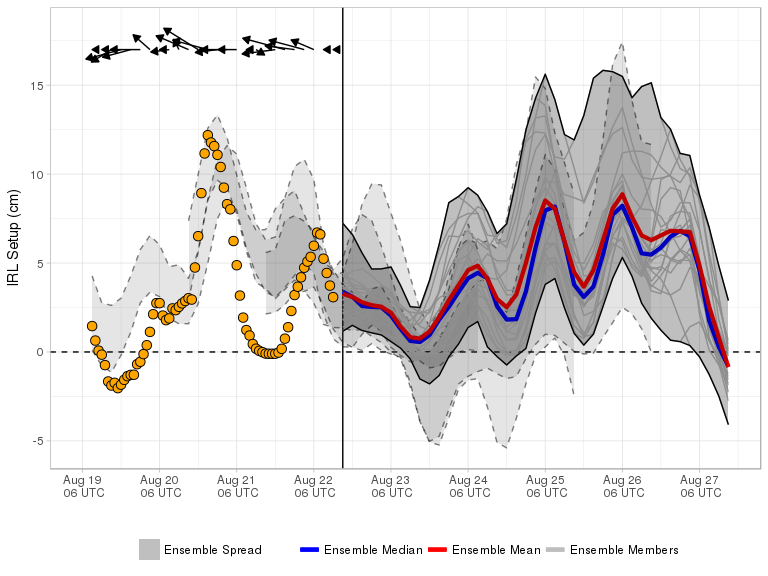 15
10
5
0
-5
IRL Setup (cm)
Aug 19
06 UTC
Aug 20
06 UTC
Aug 21
06 UTC
Aug 22
06 UTC
Aug 23
06 UTC
Aug 24
06 UTC
Aug 25
06 UTC
Aug 26
06 UTC
Aug 27
06 UTC
Ensemble Spread Ensemble Median Ensemble Mean Ensemble Members